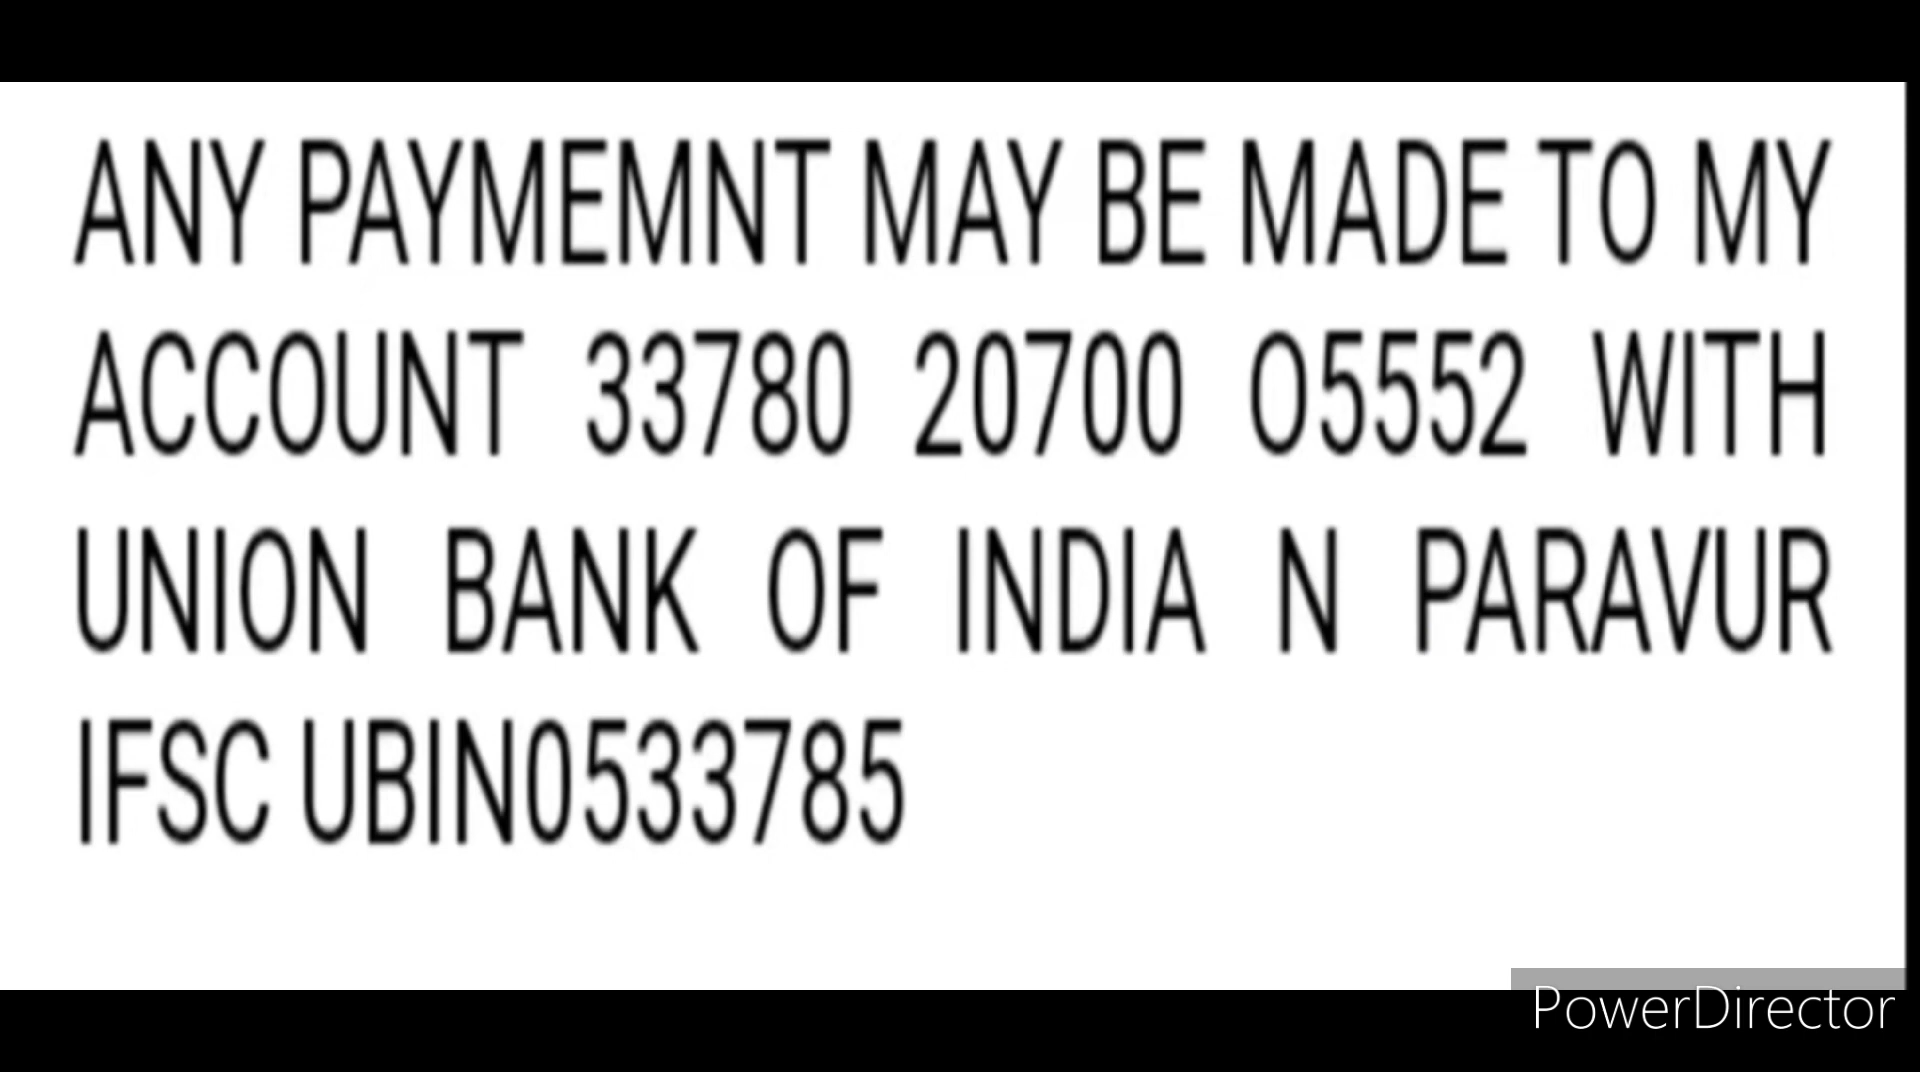 ANY PAYMEMNT MAY BE MADE TO MY
ACCOUNT 33780 20700 O5552 WITH
UNION BANK OF INDIA N PARAVUR
IFSC UBIN0533785
PowerDirector